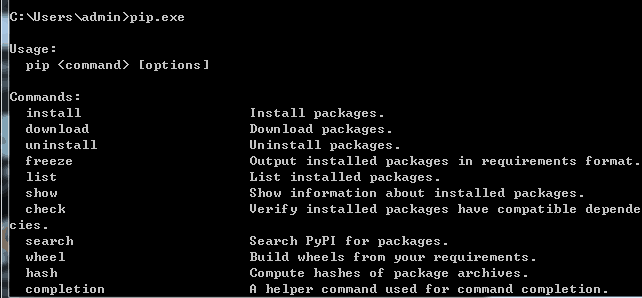 C:\Users\admin>pip.exe
Usage:
pip <command> [options]
Commands:
install Install packages.
download Download packages.
uninstall Uninstall packages.
freeze Output installed packages in requirements format.
list List installed packages.
show Show information about installed packages.
check Verify installed packages have compatible depende
cies.
search Search PyPI for packages.
wheel Build wheels from your requirements.
hash Compute hashes of package archives.
completion A helper command used for command completion.